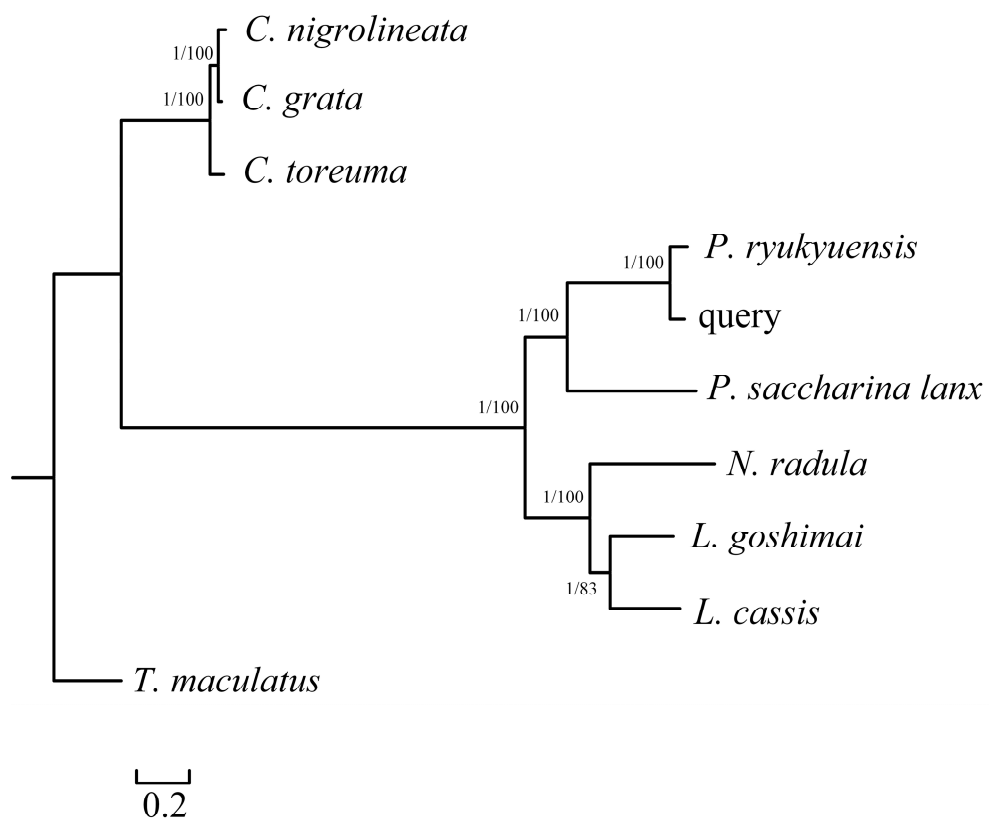 C. nigrolineata
1/100
C. grata
1/100
C. toreuma
P. ryukyuensis
1/100
query
1/100
P. saccharina lanx
1/100
N. radula
1/100
L. goshimai
1/83
L. cassis
T. maculatus
0.2